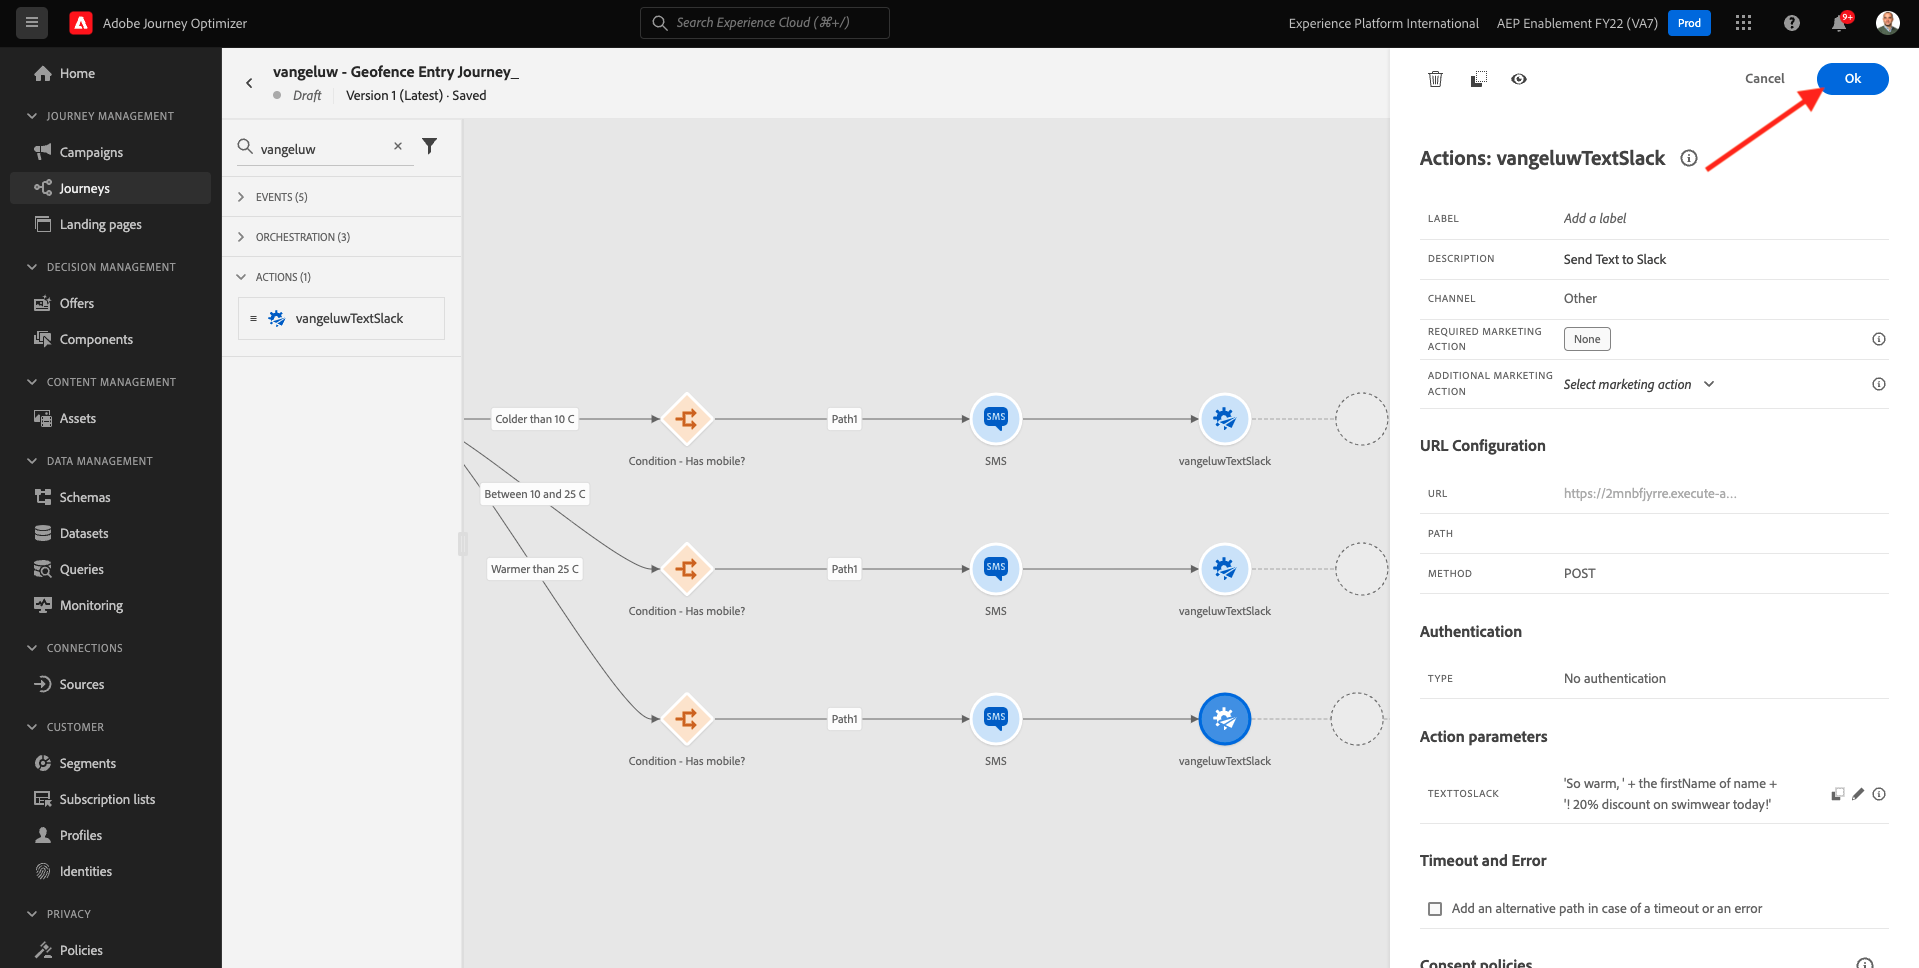 Adobe Journey Optimizer
Search Experience Cloud (⌘+/)
Experience Platform International
AEP Enablement FY22 (VA7)
Prod
9+
Home
JOURNEY MANAGEMENT
Campaigns
Journeys
Landing pages
DECISION MANAGEMENT
Offers
Components
CONTENT MANAGEMENT
Assets
DATA MANAGEMENT
Schemas
Datasets
Queries
Monitoring
CONNECTIONS
Sources
CUSTOMER
Segments
Subscription lists
Profiles
Identities
PRIVACY
Policies
vangeluw - Geofence Entry Journey_
Draft
Version 1 (Latest) · Saved
vangeluw
EVENTS (5)
ORCHESTRATION (3)
ACTIONS (1)
vangeluwTextSlack
Colder than 10 C
Condition - Has mobile?
Path1
SMS
SMS
vangeluwTextSlack
Between 10 and 25 C
Warmer than 25 C
Condition - Has mobile?
Path1
SMS
SMS
vangeluwTextSlack
Condition - Has mobile?
Path1
SMS
SMS
vangeluwTextSlack
Cancel
Ok
Actions: vangeluwTextSlack
LABEL
Add a label
DESCRIPTION
Send Text to Slack
CHANNEL
Other
REQUIRED MARKETING
ACTION
None
ADDITIONAL MARKETING
ACTION
Select marketing action
URL Configuration
URL
https://2mnbfjyrre.execute-a...
PATH
METHOD
POST
Authentication
TYPE
No authentication
Action parameters
TEXTTOSLACK
'So warm, ' + the firstName of name +
'! 20% discount on swimwear today!'
Timeout and Error
Add an alternative path in case of a timeout or an error
Consent policies